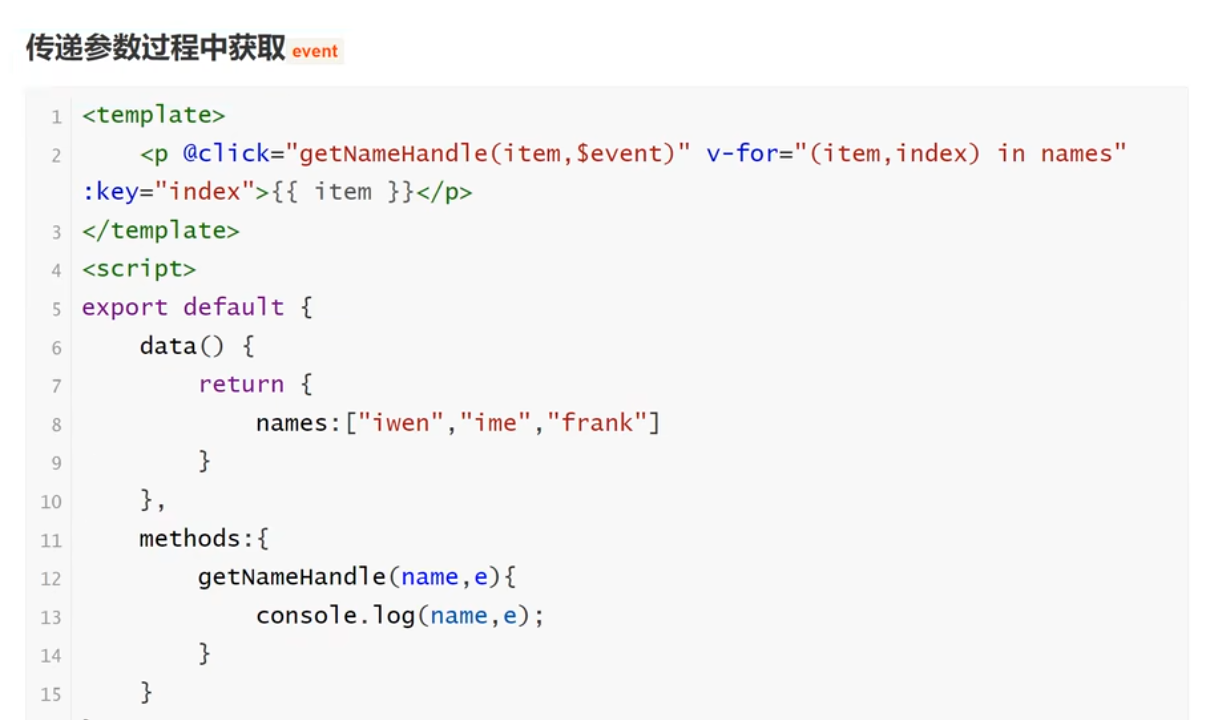 传递参数过程中获取 event
1 <template>
2     <p @click="getNameHandle(item,$event)" v-for="(item,index) in names"
:key="index">{{ item }}</p>
3 </template>
4 <script>
5 export default {
6     data() {
7         return {
8             names:["iwen","ime","frank"]
9         }
10     },
11     methods:{
12         getNameHandle(name,e){
13             console.log(name,e);
14         }
15     }